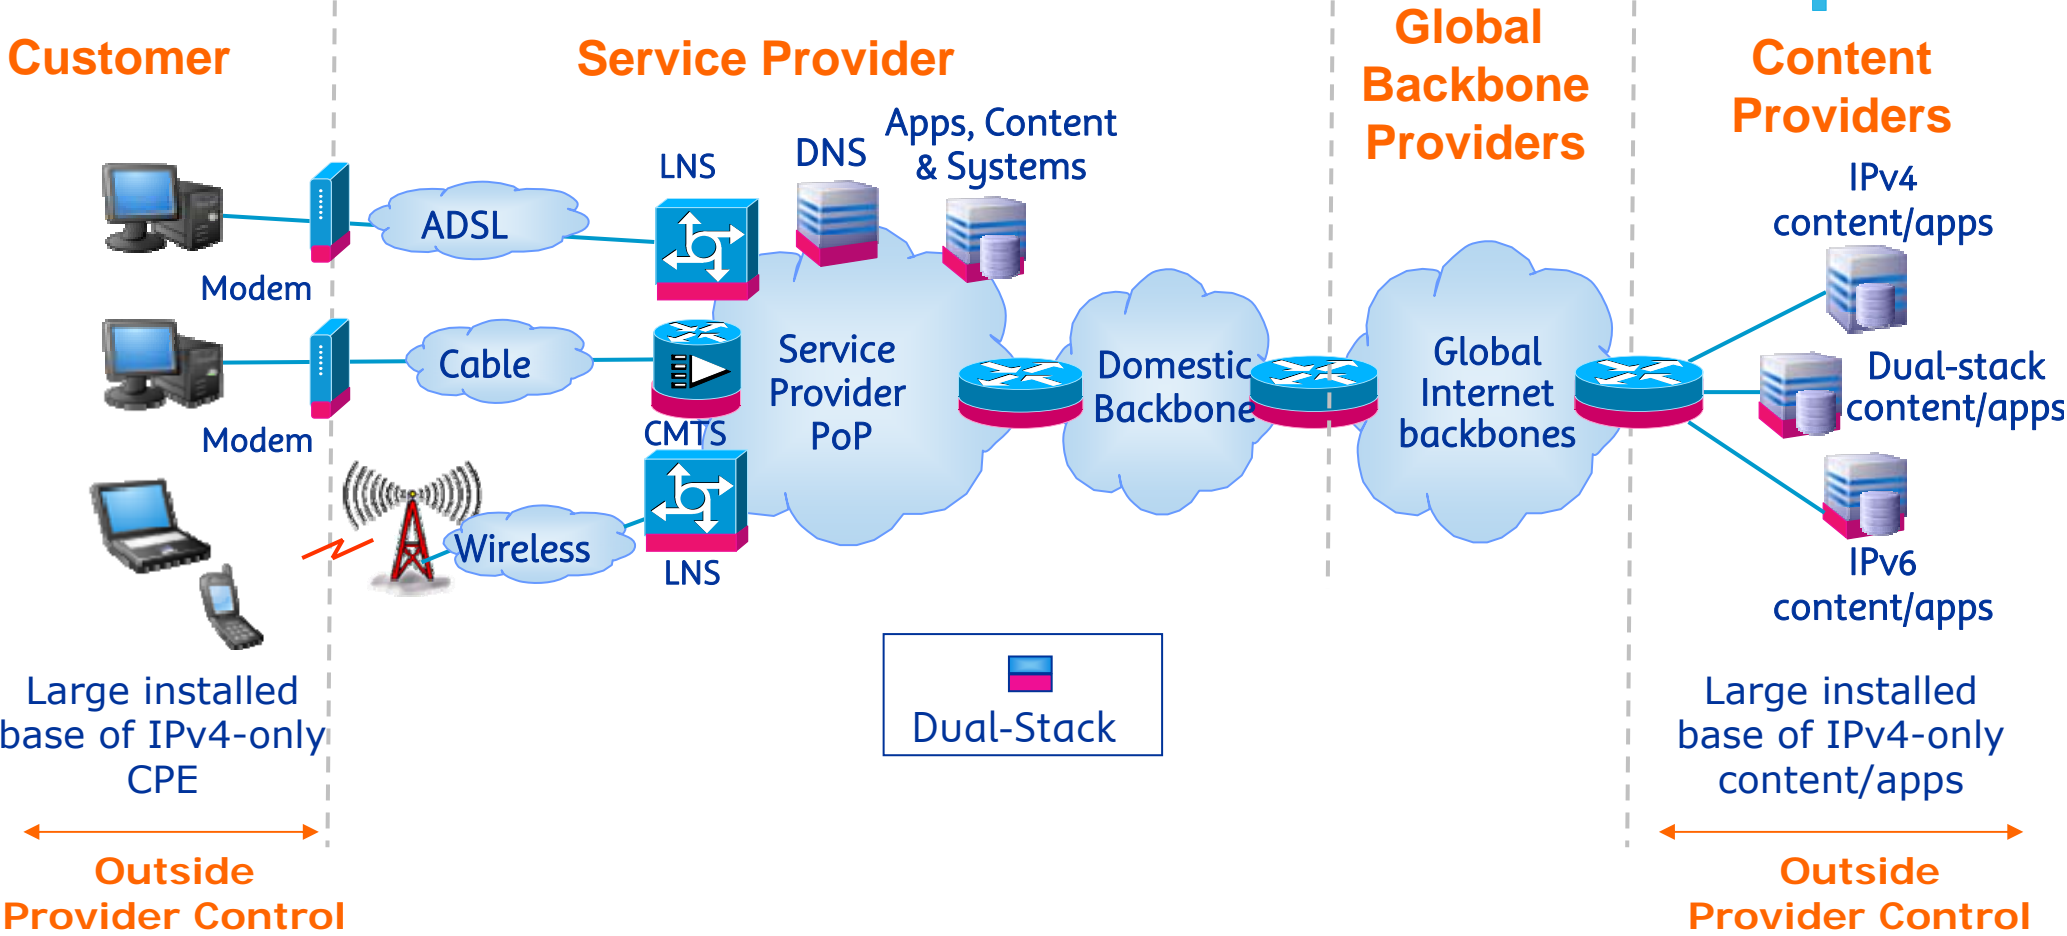 Customer
Service Provider
Global
Backbone
Providers
Content
Providers
Apps, Content
& Systems
DNS
LNS
ADSL
Modem
Cable
Modem
CMTS
Wireless
LNS
Service
Provider
PoP
Domestic
Backbone
Global
Internet
backbones
IPv4
content/apps
Dual-stack
content/apps
IPv6
content/apps
Dual-Stack
Large installed
base of IPv4-only
CPE
Outside
Provider Control
Large installed
base of IPv4-only
content/apps
Outside
Provider Control